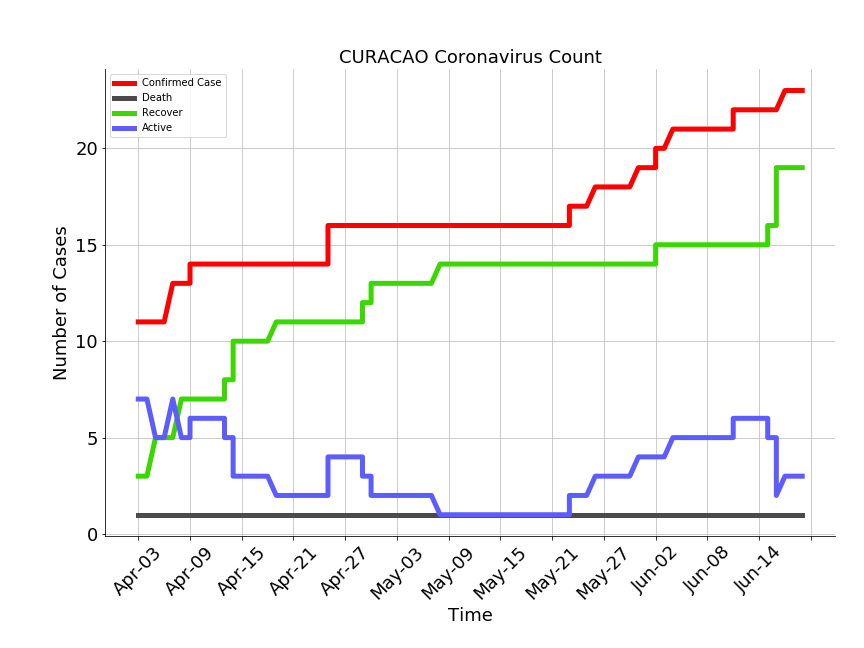 CURACAO Coronavirus Count
Confirmed Case
Death
Recover
Active
Number of Cases
20
15
10
5
0
Apr-03
Apr-09
Apr-15
Apr-21
Apr-27
May-03
May-09
May-15
May-21
May-27
Jun-02
Jun-08
Jun-14
Time